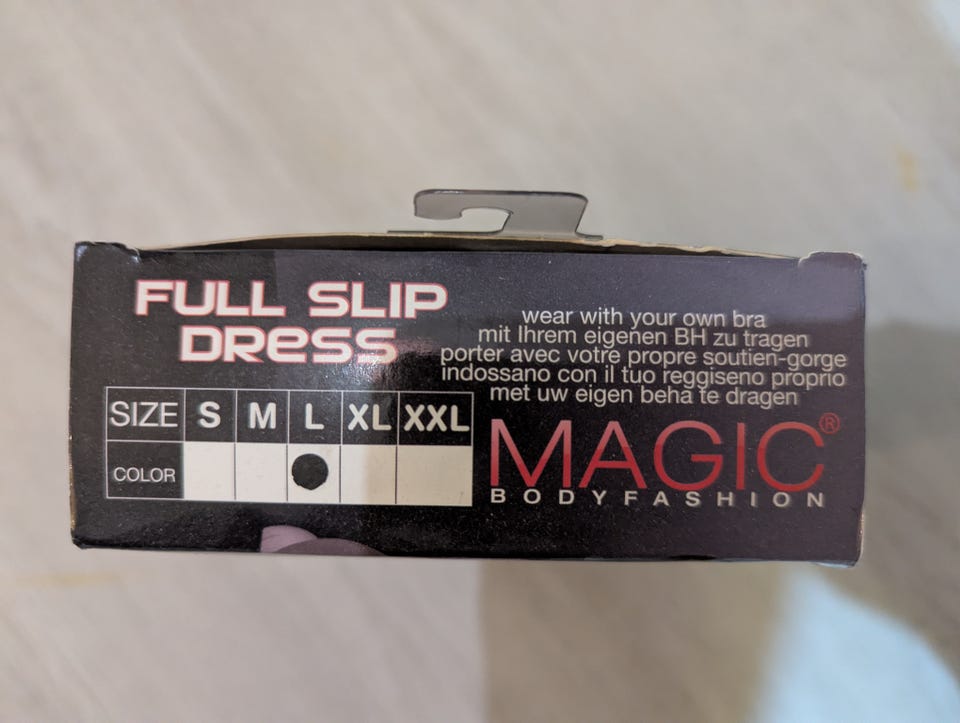 FULL SLIP
DRESS
wear with your own bra
mit Ihrem eigenen BH zu tragen
porter avec votre propre soutien-gorge
indossano con il tuo reggiseno proprio
met uw eigen beha te dragen
SIZE S M L XL XXL
COLOR
MAGIC®
BODYFASHION